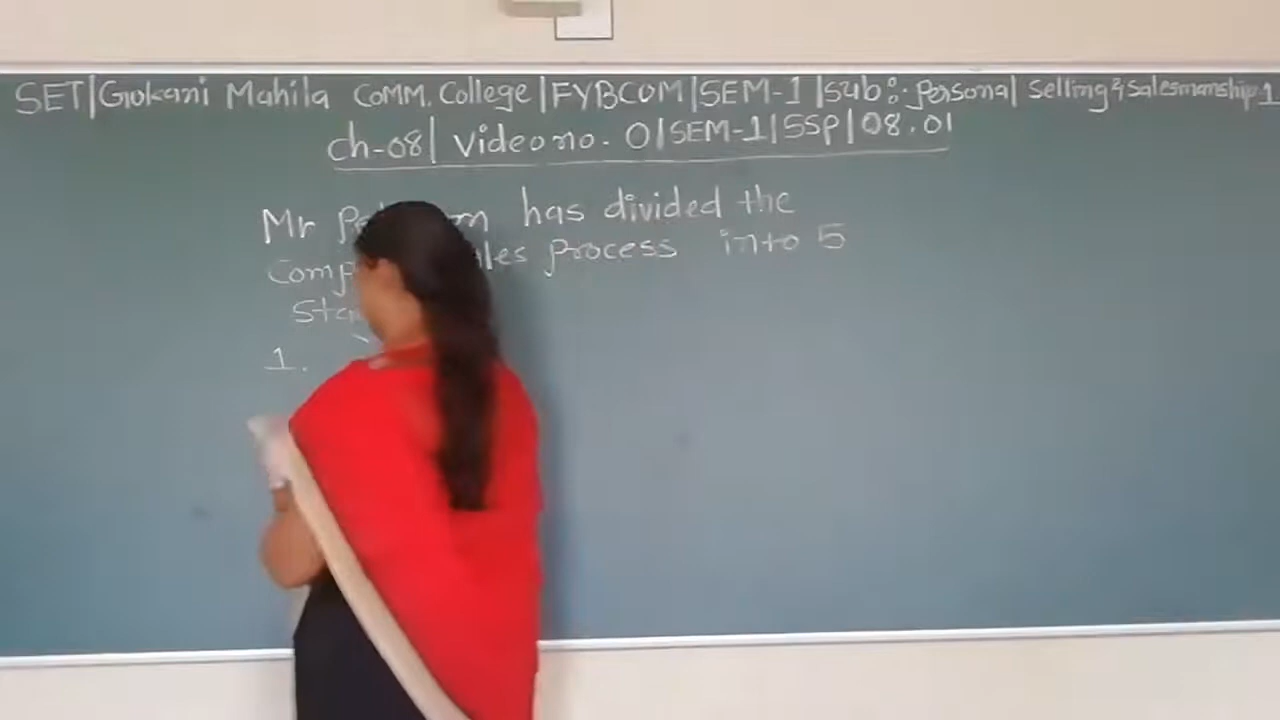 SET|Gokani Mahila COMM. College|FYBCOM|SEM-1|Sub:- Personal Selling & Salesmanship-1
ch-08| Video no. 0|SEM-1|SSP|08.01
Mr has divided the
process into 5
1.